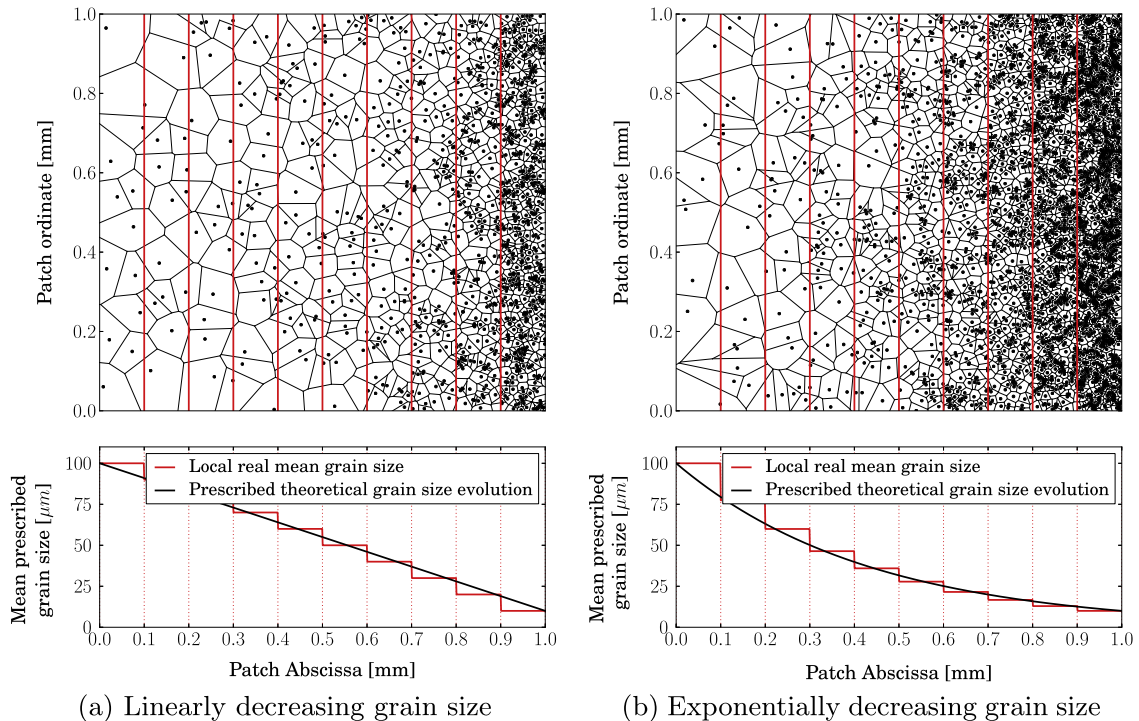 1.0
0.8
0.6
0.4
0.2
0.0
Patch ordinate [mm]
1.0
0.8
0.6
0.4
0.2
0.0
Patch ordinate [mm]
100
75
50
25
0
Mean prescribed
grain size [μm]
Local real mean grain size
Prescribed theoretical grain size evolution
0.0 0.1 0.2 0.3 0.4 0.5 0.6 0.7 0.8 0.9 1.0
Patch Abscissa [mm]
100
75
50
25
0
Mean prescribed
grain size [μm]
Local real mean grain size
Prescribed theoretical grain size evolution
0.0 0.1 0.2 0.3 0.4 0.5 0.6 0.7 0.8 0.9 1.0
Patch Abscissa [mm]
(a) Linearly decreasing grain size
(b) Exponentially decreasing grain size